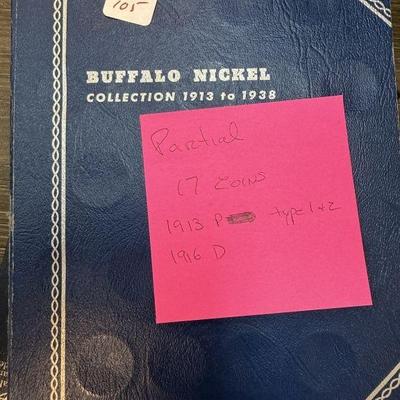 105
BUFFALO NICKEL
COLLECTION 1913 to 1938
Partial
17 coins
1913 P type 1 & 2
1916 D